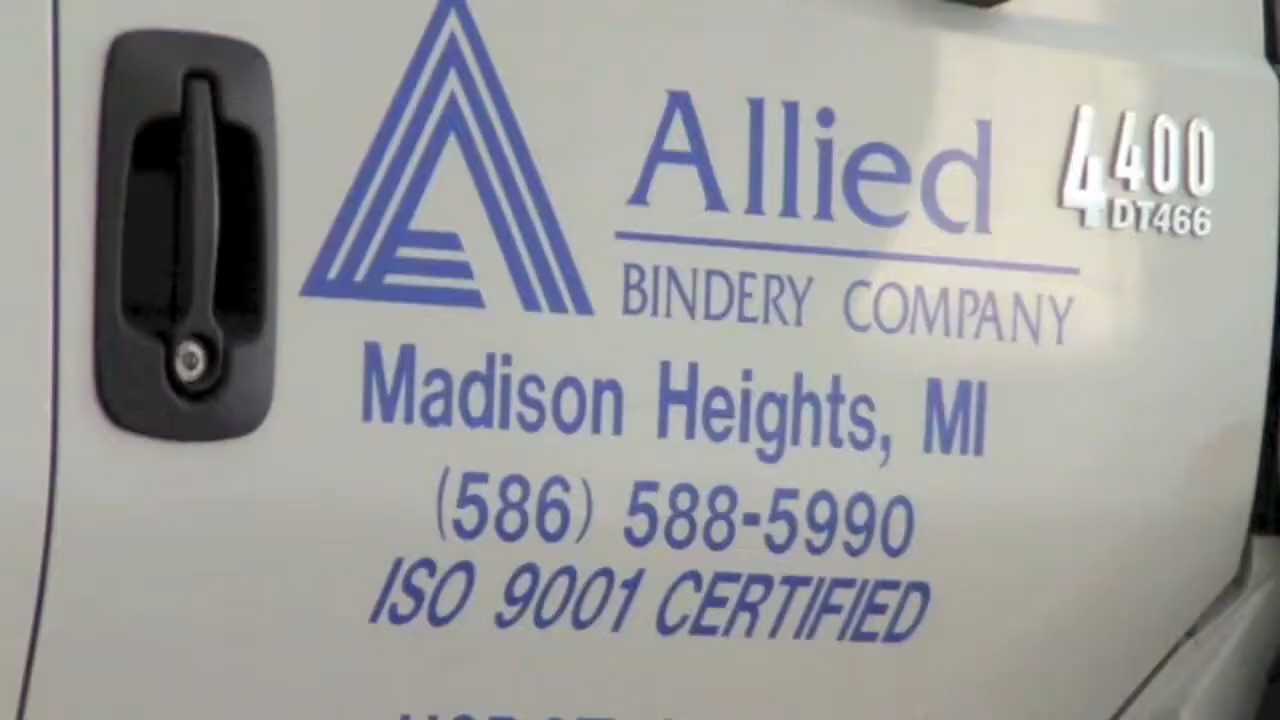 Allied
4400
DT466
BINDERY COMPANY
Madison Heights, MI
(586) 588-5990
ISO 9001 CERTIFIED